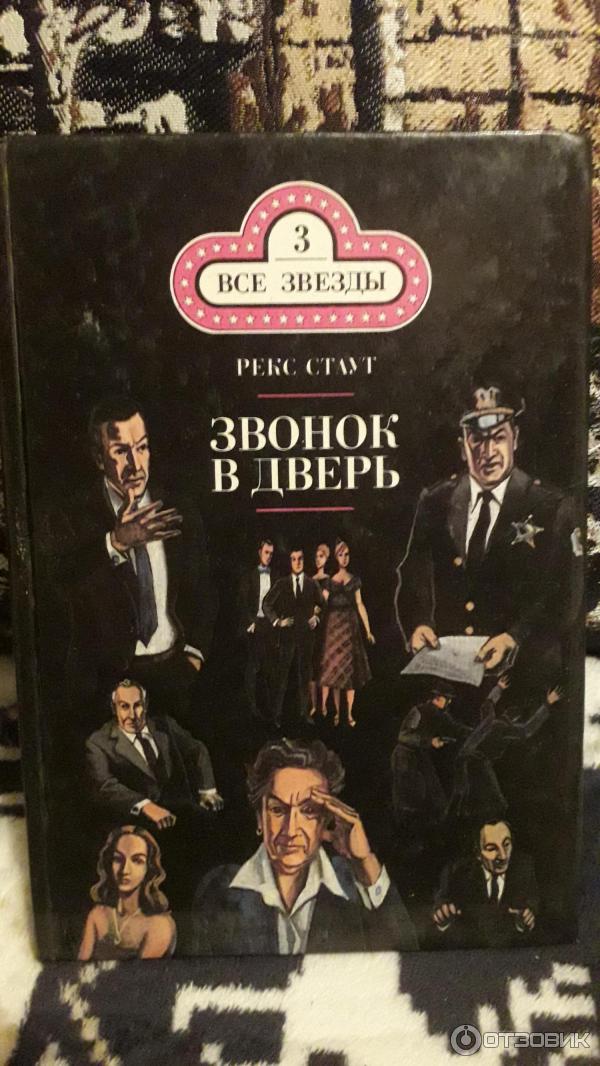 3
ВСЕ ЗВЕЗДЫ
РЕКС СТАУТ
ЗВОНОК
В ДВЕРЬ
ОТЗОВИК